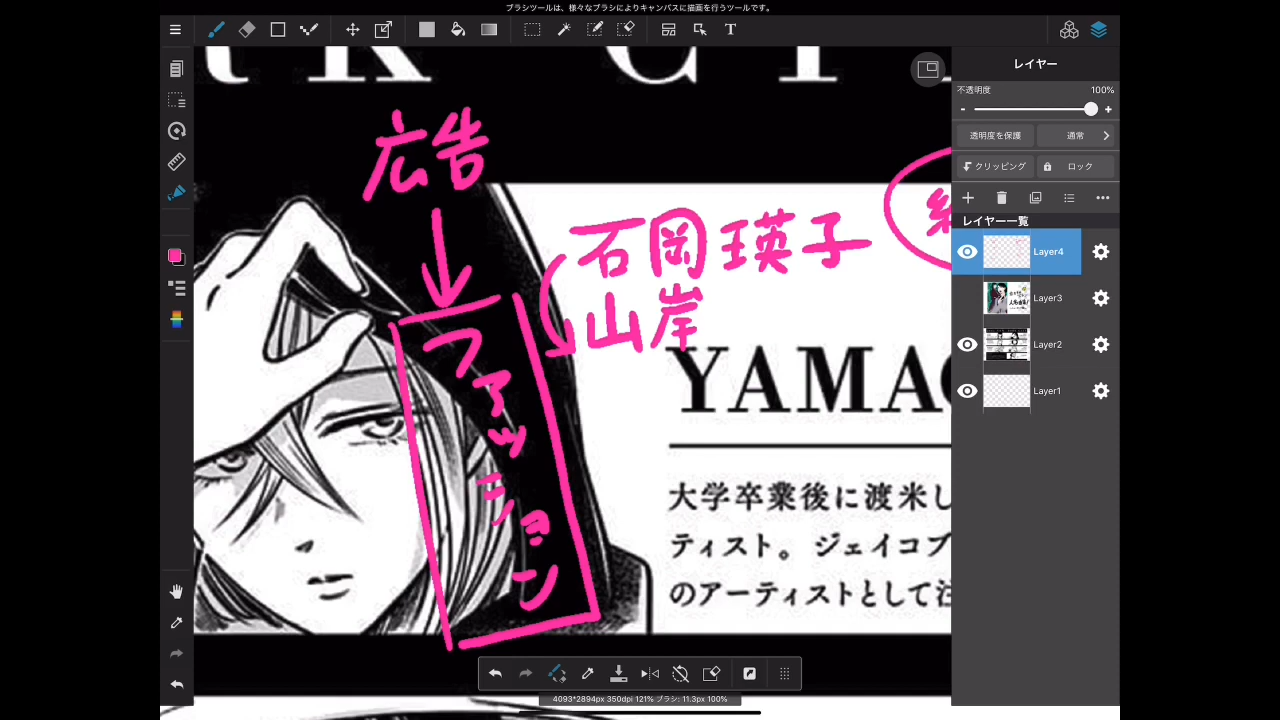 ブラシツールは、様々なブラシによりキャンバスに描画を行うツールです。
T
レイヤー
不透明度 100%
- +
透明度を保護 通常
クリッピング ロック
レイヤー一覧
Layer4
Layer3
Layer2
Layer1
広告
石岡瑛子
山岸
ファッション
YAMA
大学卒業後に渡米し
ティスト。ジェイコブ
のアーティストとして注
4093*2894px 350dpi 121% ブラシ: 11.3px 100%